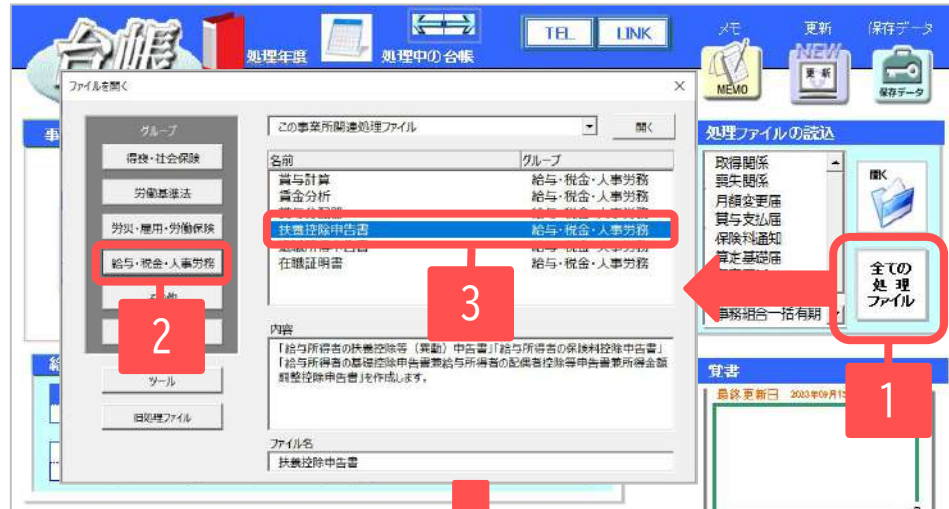 台帳
処理年度
処理中の台帳
TEL
LINK
メモ
更新
保存データ
MEMO
NEW
更新
保存データ
ファイルを開く
×
グループ
得喪・社会保険
労働基準法
労災・雇用・労働保険
給与・税金・人事労務
ツール
旧処理ファイル
この事業所関連処理ファイル
開く
名前
グループ
賞与計算
給与・税金・人事労務
賃金分析
給与・税金・人事労務
扶養控除申告書
給与・税金・人事労務
在職証明書
給与・税金・人事労務
内容
「給与所得者の扶養控除等（異動）申告書」「給与所得者の保険料控除申告書」
「給与所得者の基礎控除申告書兼給与所得者の配偶者控除等申告書兼所得金額
調整控除申告書」を作成します。
ファイル名
扶養控除申告書
処理ファイルの読込
取得関係
喪失関係
月額変更届
賞与支払届
保険料通知
算定基礎届
事務組合一括有期
開く
全ての
処理
ファイル
覚書
最終更新日
1
2
3